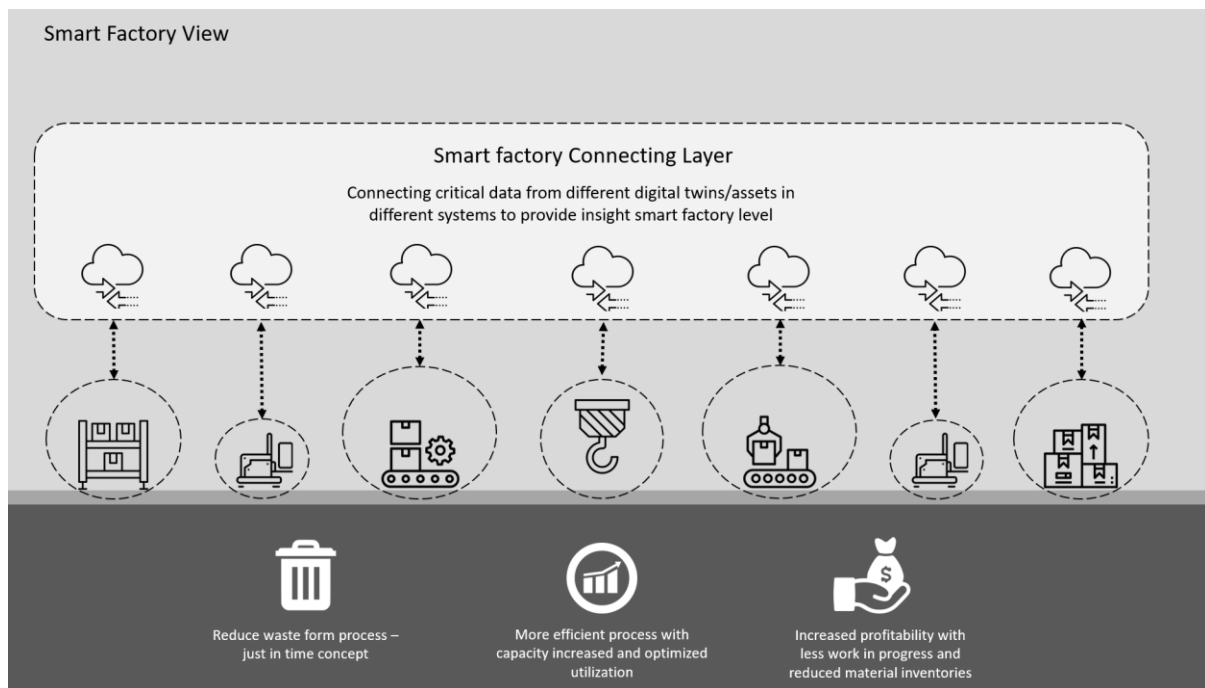 Smart Factory View
Smart factory Connecting Layer
Connecting critical data from different digital twins/assets in
different systems to provide insight smart factory level
$
Reduce waste form process –
just in time concept
More efficient process with
capacity increased and optimized
utilization
Increased profitability with
less work in progress and
reduced material inventories